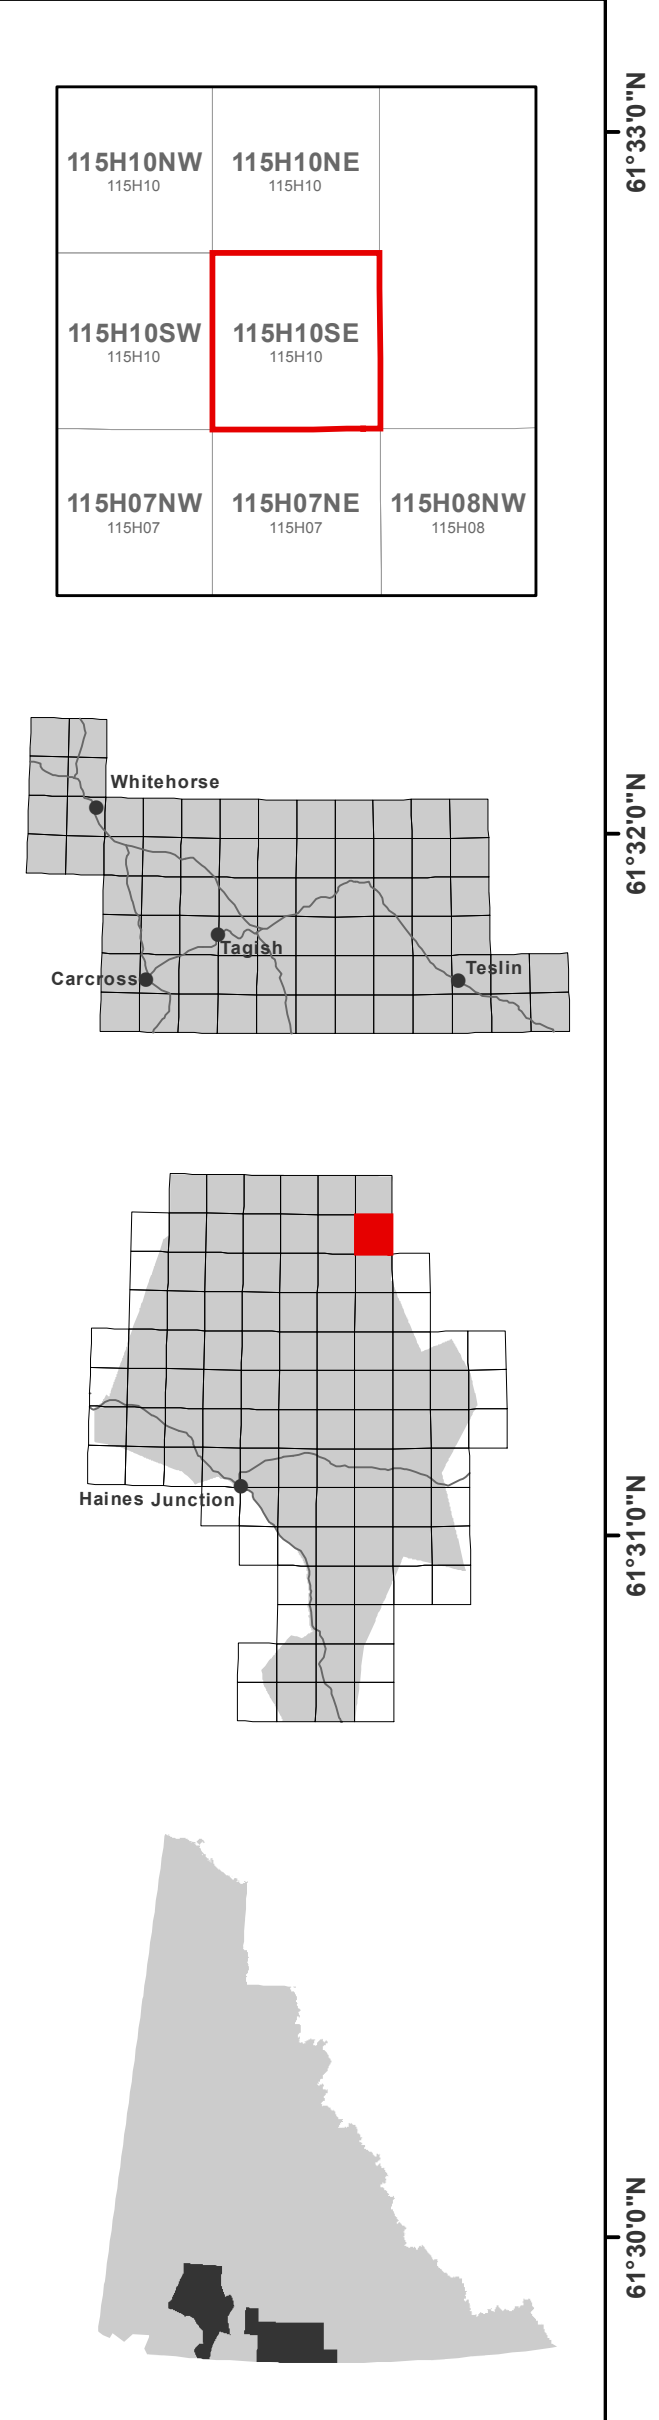 115H10NW
115H10
115H10NE
115H10
115H10SW
115H10
115H10SE
115H10
115H07NW
115H07
115H07NE
115H07
115H08NW
115H08
Whitehorse
Tagish
Carcross
Teslin
Haines Junction
61°33'0"N
61°32'0"N
61°31'0"N
61°30'0"N